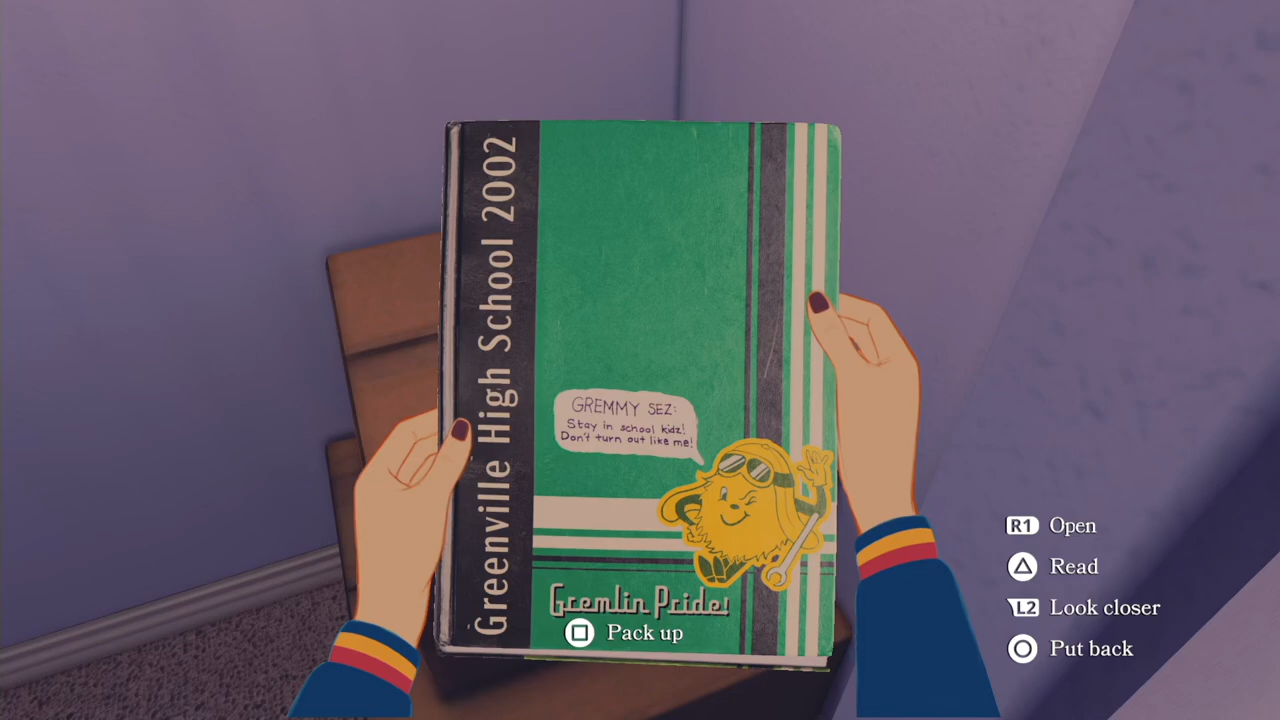 Greenville High School 2002
GREMMY SEZ:
Stay in school kidz!
Don't turn out like me!
Gremlin Pride!
Pack up
R1 Open
Read
L2 Look closer
Put back